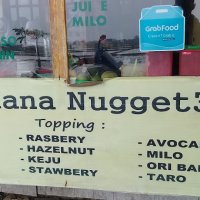 JUI E
MILO
GrabFood
ana Nugget3
Topping :
- RASBERY
- HAZELNUT
- KEJU
- STAWBERY
- AVOCA
- MILO
- ORI BA
- TARO